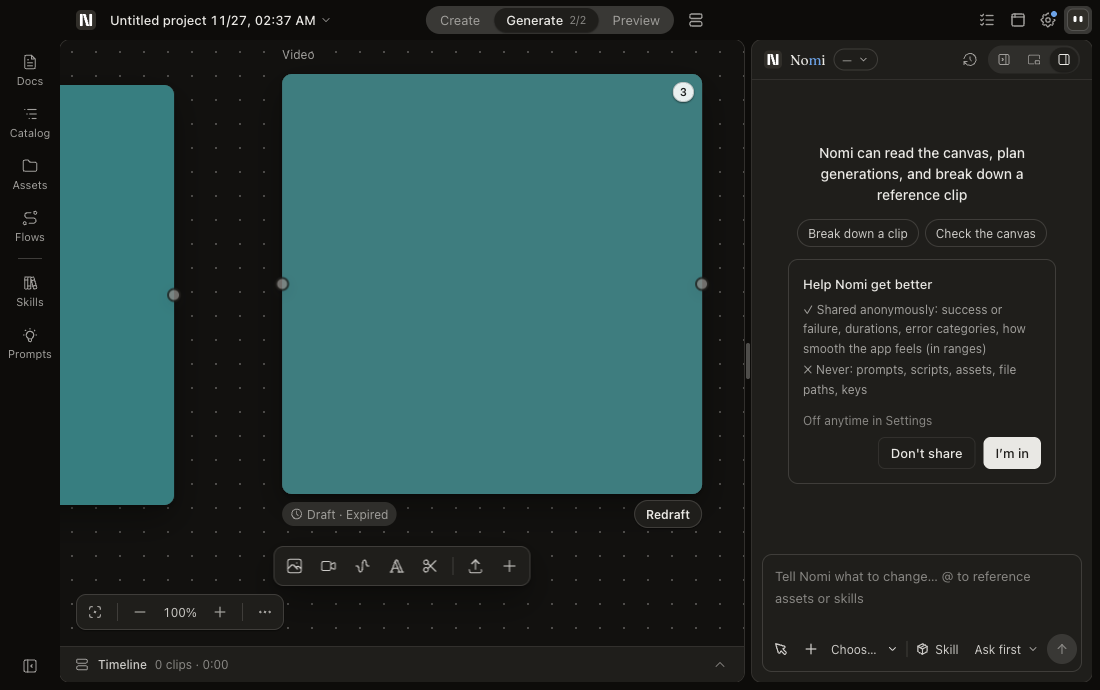 Untitled project 11/27, 02:37 AM
Create
Generate 2/2
Preview
Docs
Catalog
Assets
Flows
Skills
Prompts
Video
3
Draft · Expired
Redraft
100%
Timeline 0 clips · 0:00
Nomi
—
Nomi can read the canvas, plan
generations, and break down a
reference clip
Break down a clip
Check the canvas
Help Nomi get better
✓ Shared anonymously: success or
failure, durations, error categories, how
smooth the app feels (in ranges)
✕ Never: prompts, scripts, assets, file
paths, keys
Off anytime in Settings
Don't share
I'm in
Tell Nomi what to change... @ to reference
assets or skills
Choos...
Skill
Ask first